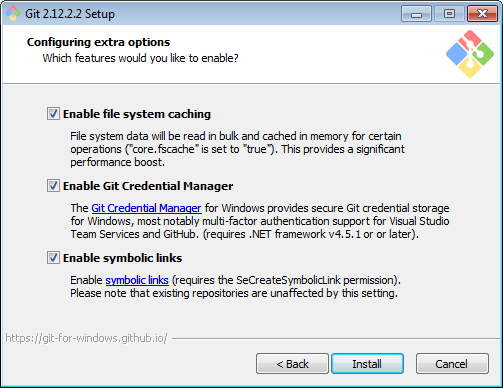 Git 2.12.2.2 Setup
Configuring extra options
Which features would you like to enable?
Enable file system caching
File system data will be read in bulk and cached in memory for certain
operations ("core.fscache" is set to "true"). This provides a significant
performance boost.
Enable Git Credential Manager
The Git Credential Manager for Windows provides secure Git credential storage
for Windows, most notably multi-factor authentication support for Visual Studio
Team Services and GitHub. (requires .NET framework v4.5.1 or or later).
Enable symbolic links
Enable symbolic links (requires the SeCreateSymbolicLink permission).
Please note that existing repositories are unaffected by this setting.
https://git-for-windows.github.io/
< Back Install Cancel